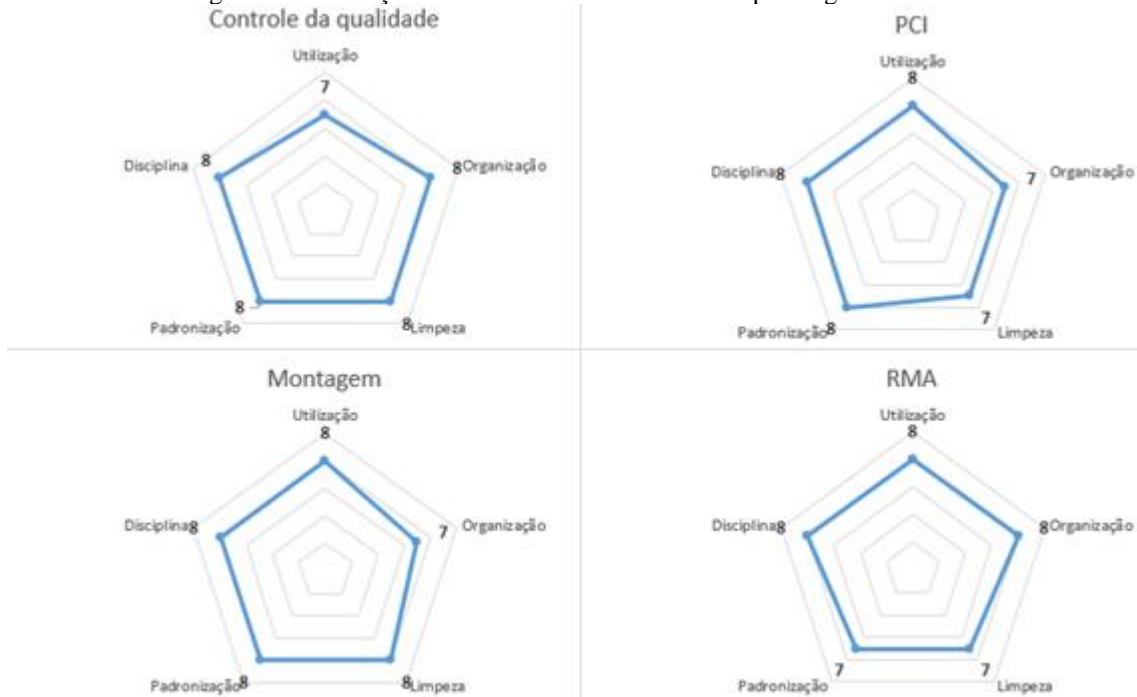 Controle da qualidade
Utilização
7
Disciplina 8
8 Organização
8
Padronização
8 Limpeza
PCI
Utilização
8
Disciplina 8
7 Organização
Padronização 8
7
Limpeza
Montagem
Utilização
8
Disciplina 8
7 Organização
Padronização 8
8 Limpeza
RMA
Utilização
8
Disciplina 8
8 Organização
7
Padronização
7
Limpeza